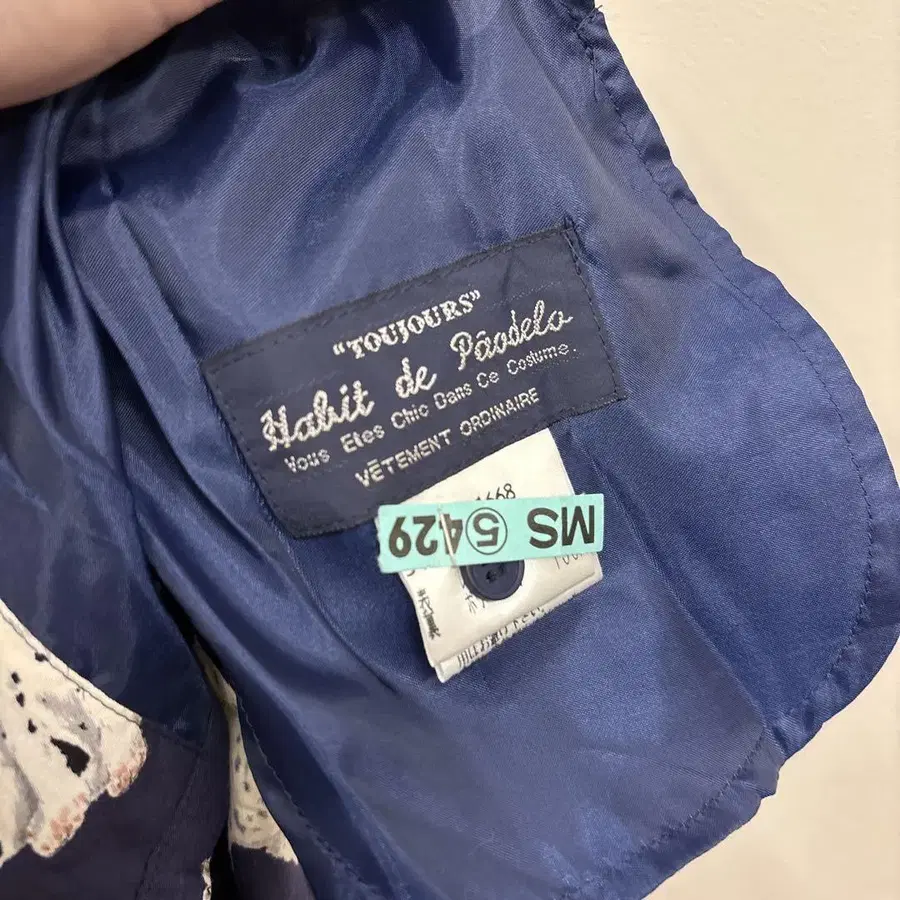 "TOUJOURS"
Habit de Pãodelo
Vous Etes Chic Dans Ce Costume.
VÊTEMENT ORDINAIRE
MS ⑤429